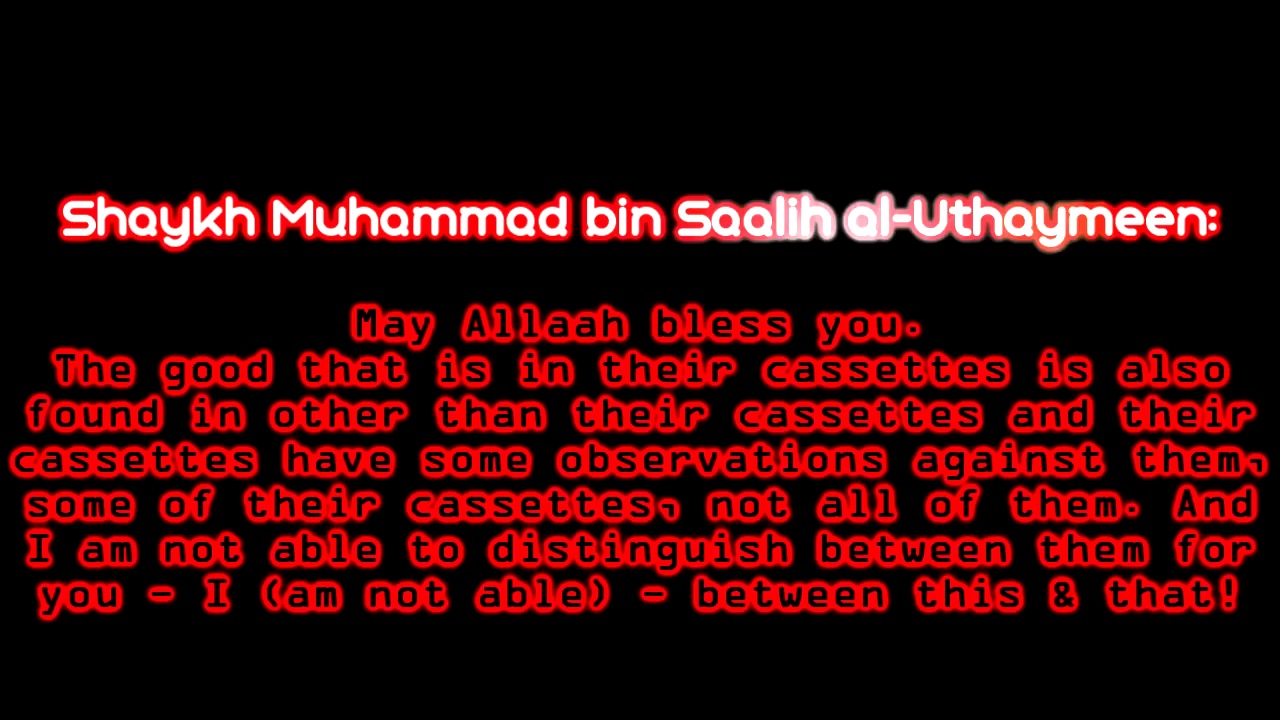 Shaykh Muhammad bin Saalih al-Uthaymeen:
May Allaah bless you.
The good that is in their cassettes is also
found in other than their cassettes and their
cassettes have some observations against them,
some of their cassettes, not all of them. And
I am not able to distinguish between them for
you - I (am not able) - between this & that!